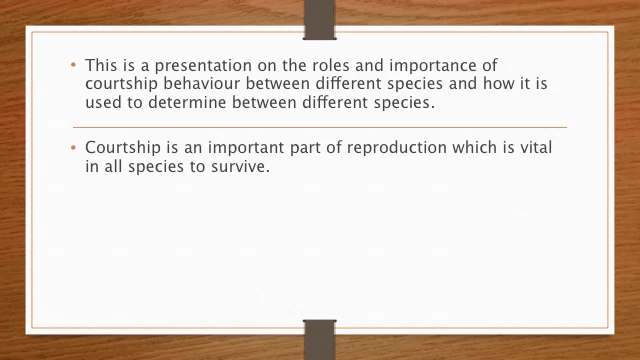 • This is a presentation on the roles and importance of
courtship behaviour between different species and how it is
used to determine between different species.
• Courtship is an important part of reproduction which is vital
in all species to survive.